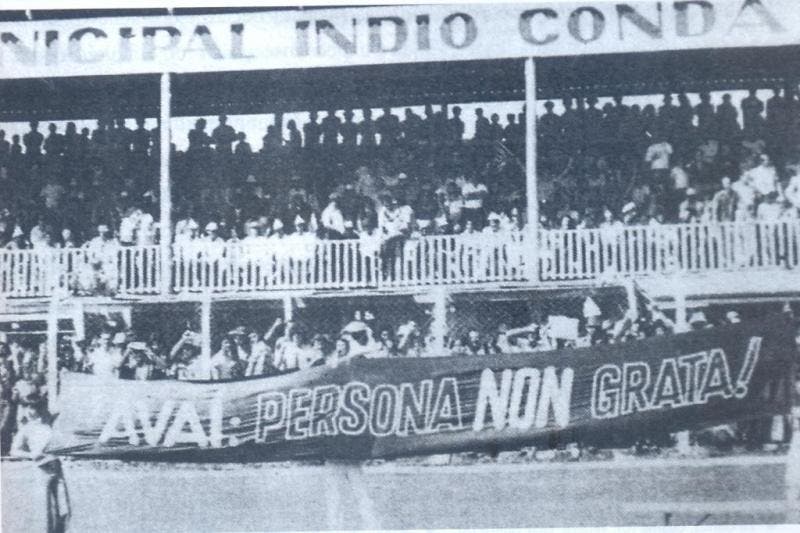 NICIPAL INDIO CONDA
AVAI: PERSONA NON GRATA!